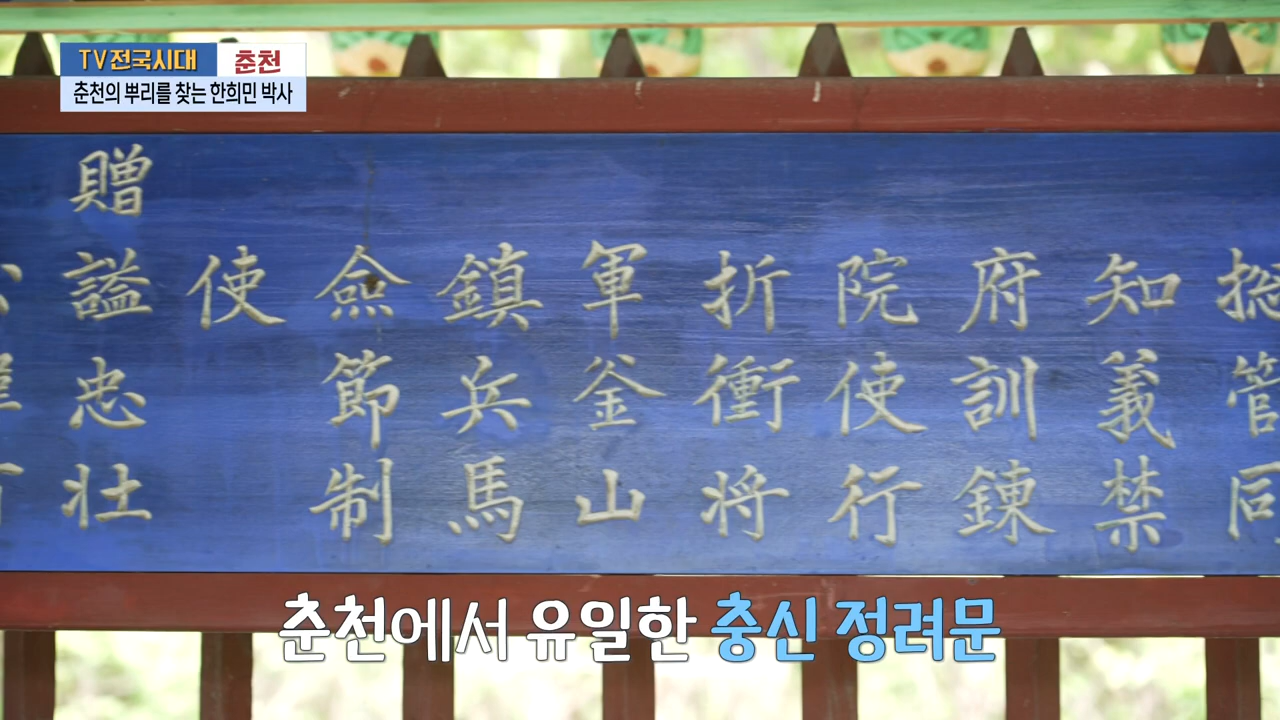 TV전국시대 춘천
춘천의 뿌리를 찾는 한희민 박사
管同
知義禁
府訓鍊
院使行
折衝将
軍釜山
鎮兵馬
僉節制
使
贈謚忠壮
춘천에서 유일한 충신 정려문